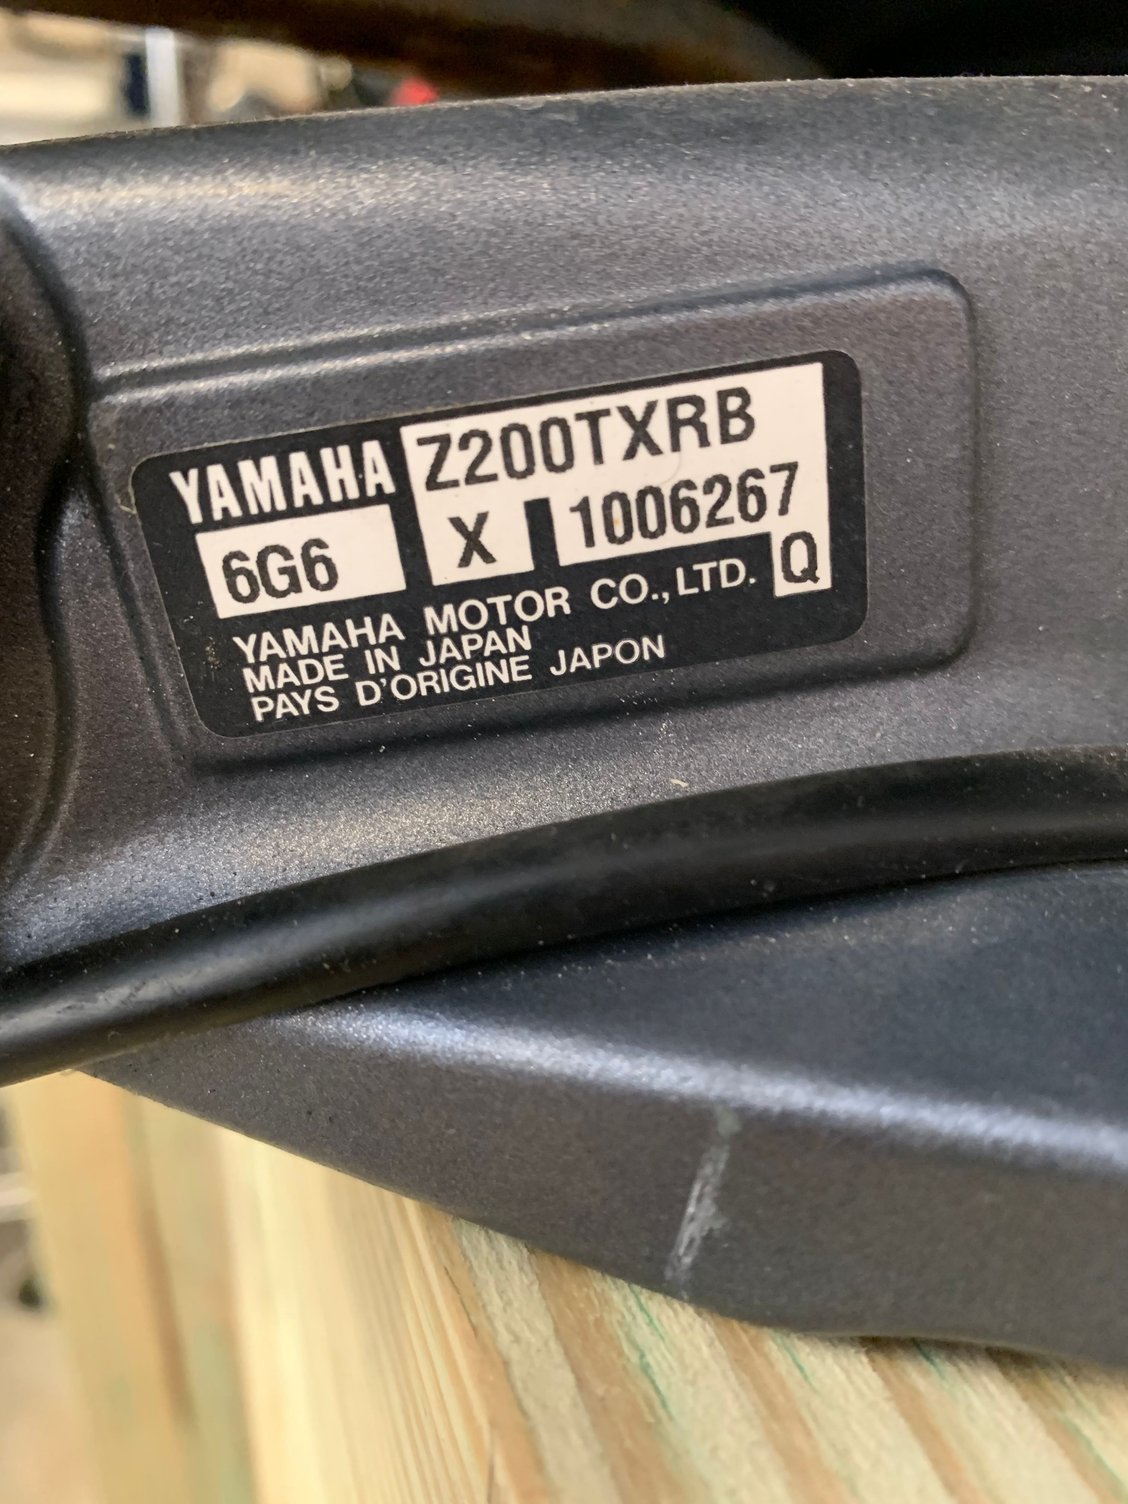 YAMAHA Z200TXRB
6G6 X 1006267
Q
YAMAHA MOTOR CO., LTD.
MADE IN JAPAN
PAYS D'ORIGINE JAPON